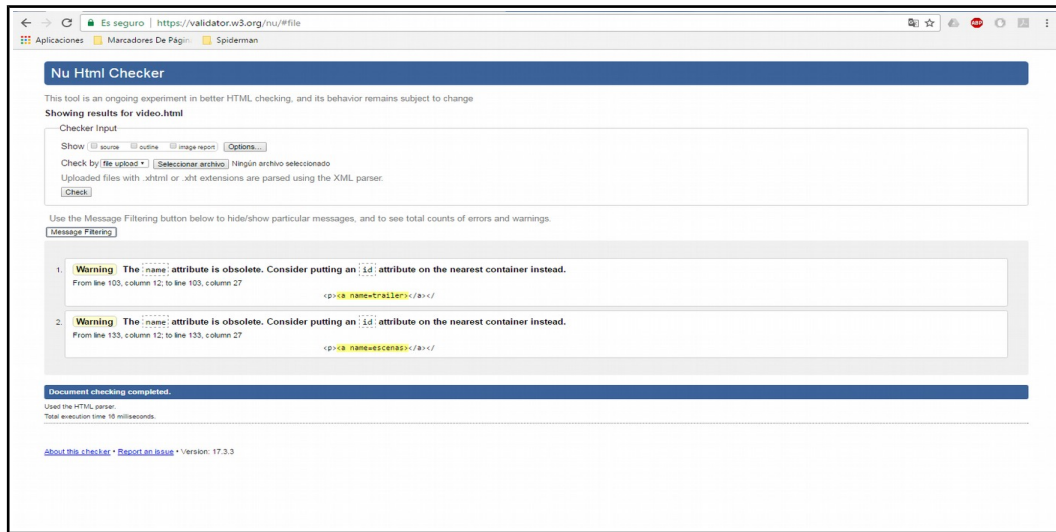 Es seguro | https://validator.w3.org/nu/#file
ABP
Aplicaciones Marcadores De Págin Spiderman
Nu Html Checker
This tool is an ongoing experiment in better HTML checking, and its behavior remains subject to change
Showing results for video.html
Checker Input
Show source outline image report Options...
Check by file upload Seleccionar archivo Ningún archivo seleccionado
Uploaded files with .xhtml or .xht extensions are parsed using the XML parser.
Check
Use the Message Filtering button below to hide/show particular messages, and to see total counts of errors and warnings.
Message Filtering
1. Warning The name attribute is obsolete. Consider putting an id attribute on the nearest container instead.
From line 103, column 12; to line 103, column 27
<p><a name=trailer></a></
2. Warning The name attribute is obsolete. Consider putting an id attribute on the nearest container instead.
From line 133, column 12; to line 133, column 27
<p><a name=escenas></a></
Document checking completed.
Used the HTML parser.
Total execution time 16 milliseconds.
About this checker • Report an issue • Version: 17.3.3